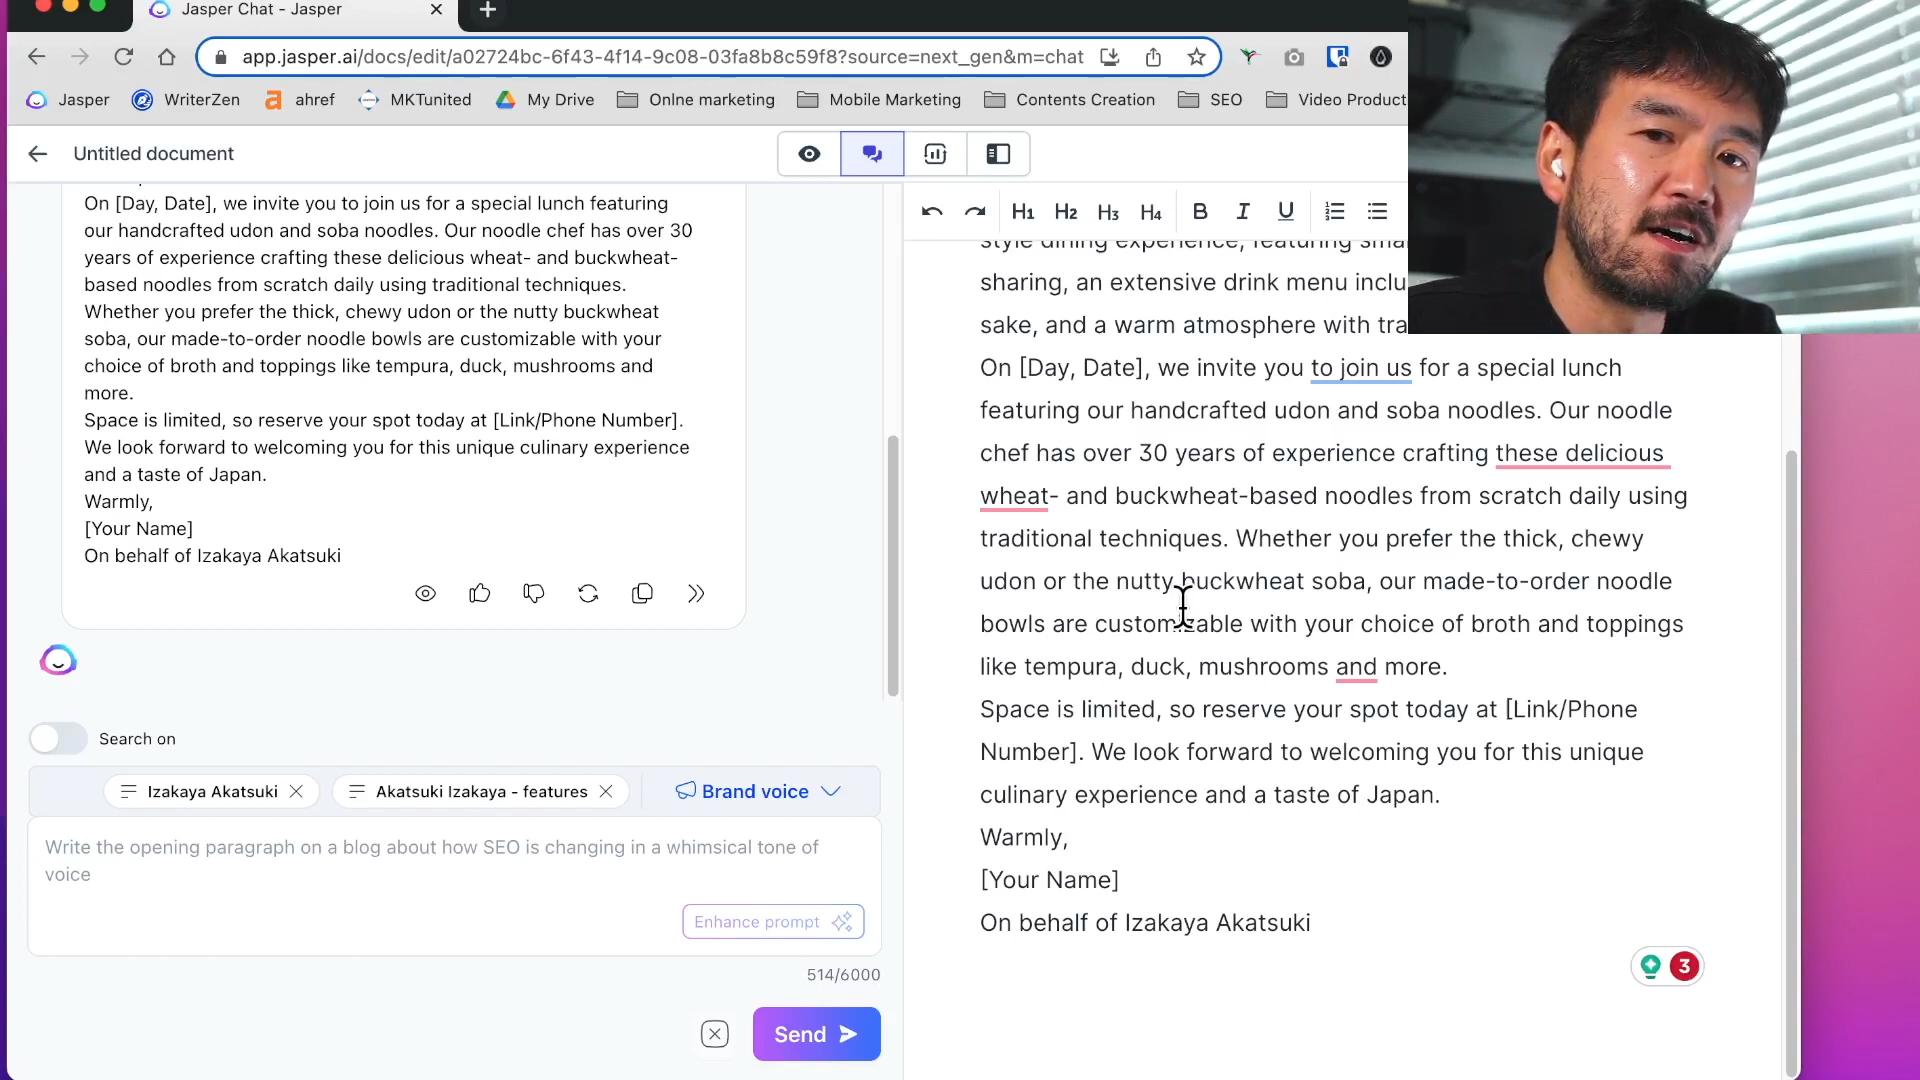 Jasper Chat - Jasper
app.jasper.ai/docs/edit/a02724bc-6f43-4f14-9c08-03fa8b8c59f8?source=next_gen&m=chat
Jasper
WriterZen
ahref
MKTunited
My Drive
Onlne marketing
Mobile Marketing
Contents Creation
SEO
Video Product
Untitled document
On [Day, Date], we invite you to join us for a special lunch featuring
our handcrafted udon and soba noodles. Our noodle chef has over 30
years of experience crafting these delicious wheat- and buckwheat-
based noodles from scratch daily using traditional techniques.
Whether you prefer the thick, chewy udon or the nutty buckwheat
soba, our made-to-order noodle bowls are customizable with your
choice of broth and toppings like tempura, duck, mushrooms and
more.
Space is limited, so reserve your spot today at [Link/Phone Number].
We look forward to welcoming you for this unique culinary experience
and a taste of Japan.
Warmly,
[Your Name]
On behalf of Izakaya Akatsuki
Search on
Izakaya Akatsuki
Akatsuki Izakaya - features
Brand voice
Write the opening paragraph on a blog about how SEO is changing in a whimsical tone of
voice
Enhance prompt
514/6000
Send
H1 H2 H3 H4 B I U
style dining experience, featuring sma
sharing, an extensive drink menu inclu
sake, and a warm atmosphere with tra
On [Day, Date], we invite you to join us for a special lunch
featuring our handcrafted udon and soba noodles. Our noodle
chef has over 30 years of experience crafting these delicious
wheat- and buckwheat-based noodles from scratch daily using
traditional techniques. Whether you prefer the thick, chewy
udon or the nutty buckwheat soba, our made-to-order noodle
bowls are customizable with your choice of broth and toppings
like tempura, duck, mushrooms and more.
Space is limited, so reserve your spot today at [Link/Phone
Number]. We look forward to welcoming you for this unique
culinary experience and a taste of Japan.
Warmly,
[Your Name]
On behalf of Izakaya Akatsuki
3